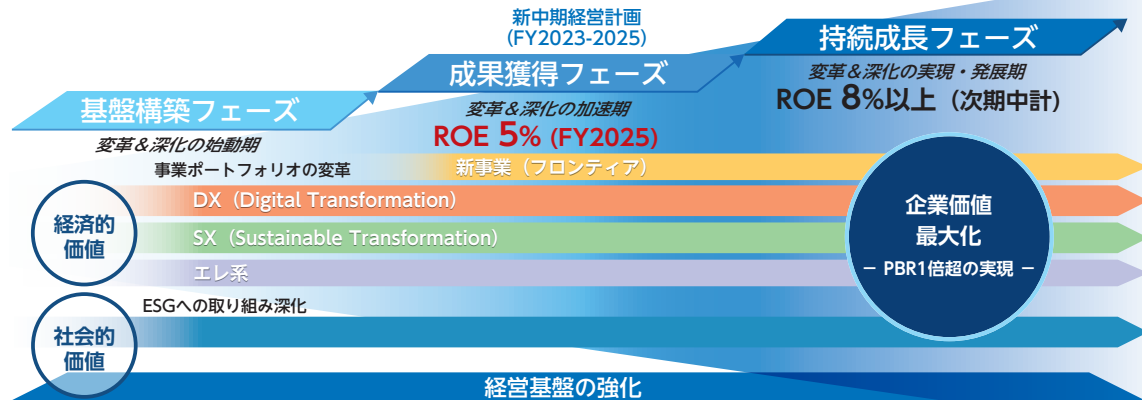 新中期経営計画
(FY2023-2025)
基盤構築フェーズ
成果獲得フェーズ
持続成長フェーズ
変革＆深化の始動期
変革＆深化の加速期
ROE 5% (FY2025)
変革＆深化の実現・発展期
ROE 8%以上（次期中計）
事業ポートフォリオの変革
新事業（フロンティア）
DX（Digital Transformation）
SX（Sustainable Transformation）
エレ系
経済的
価値
ESGへの取り組み深化
社会的
価値
企業価値
最大化
－ PBR1倍超の実現 －
経営基盤の強化